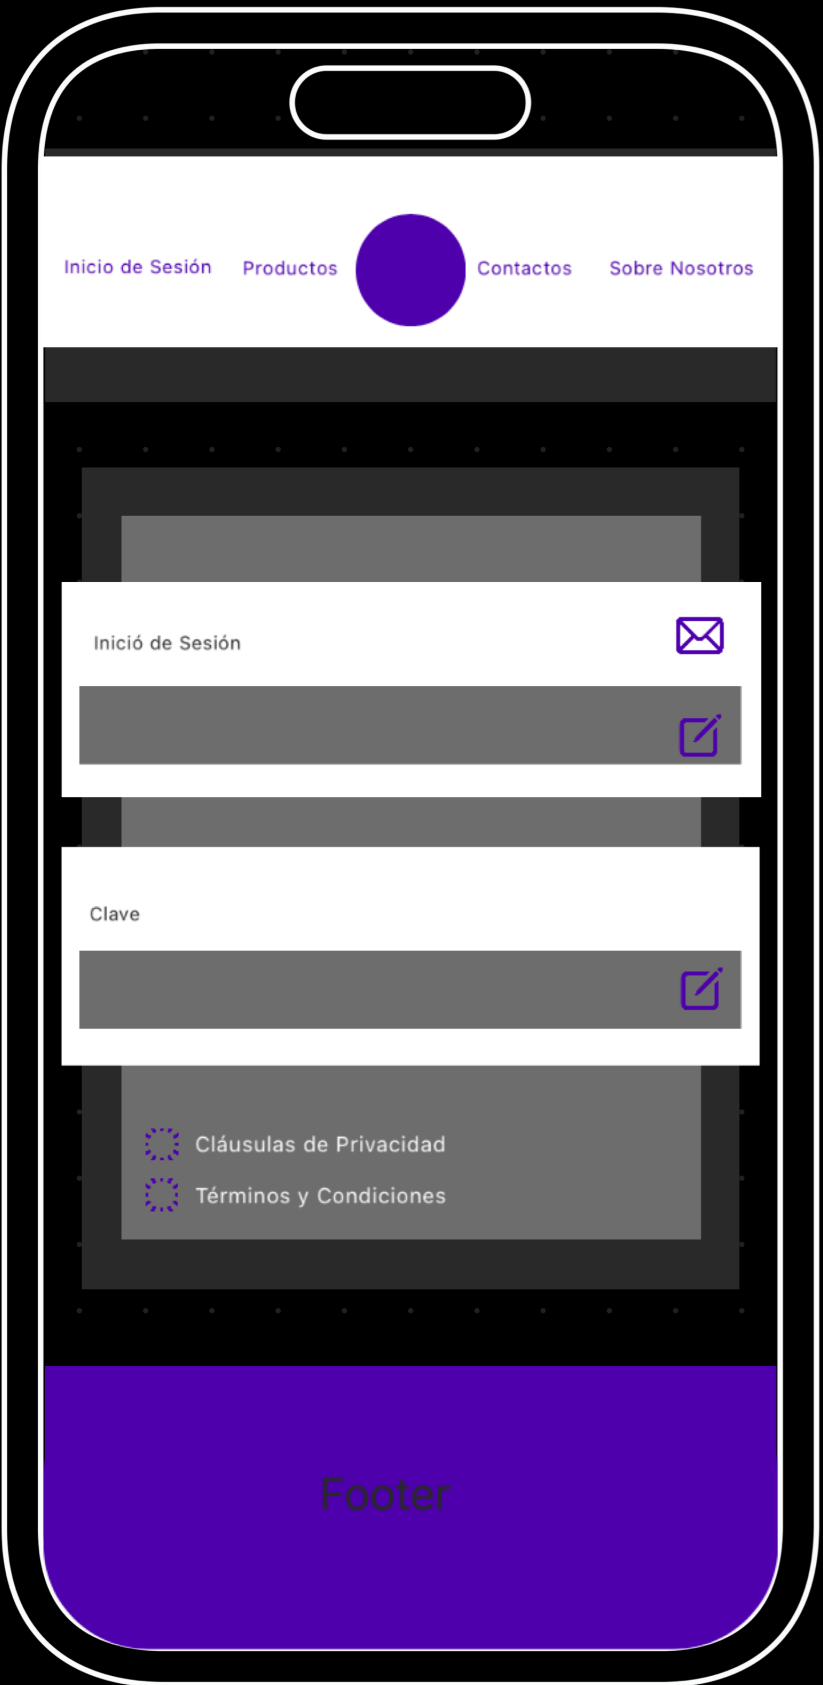 Inicio de Sesión Productos Contactos Sobre Nosotros
Inició de Sesión
Clave
Cláusulas de Privacidad
Términos y Condiciones
Footer